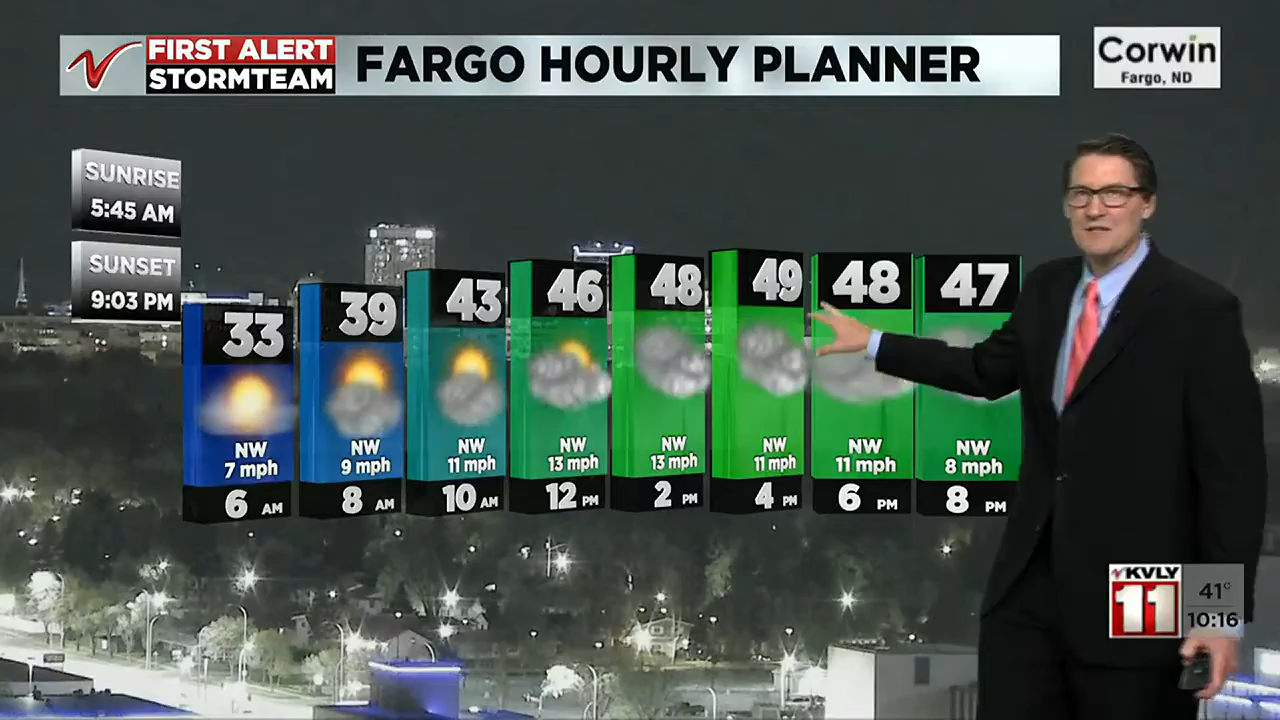 FIRST ALERT
STORMTEAM
FARGO HOURLY PLANNER
Corwin
Fargo, ND
SUNRISE
5:45 AM
SUNSET
9:03 PM
33
NW
7 mph
6 AM
39
NW
9 mph
8 AM
43
NW
11 mph
10 AM
46
NW
13 mph
12 PM
48
NW
13 mph
2 PM
49
NW
11 mph
4 PM
48
NW
11 mph
6 PM
47
NW
8 mph
8 PM
KVLY
11
41°
10:16